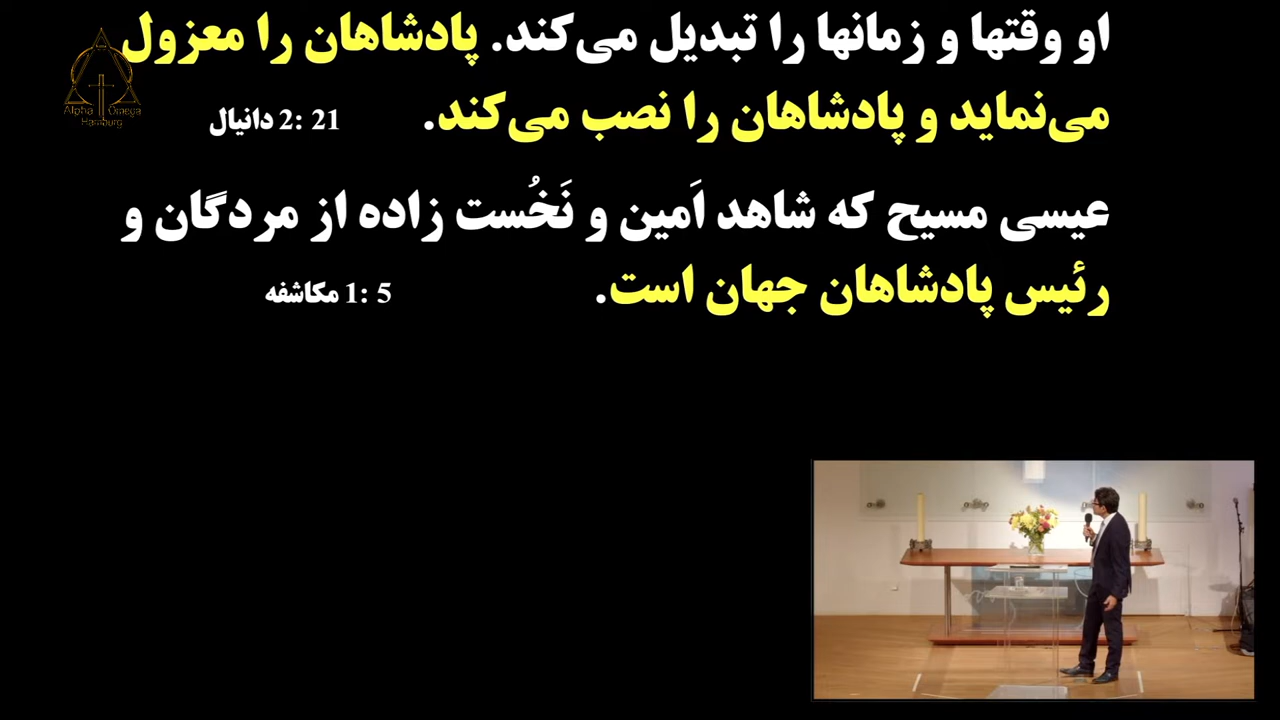 او وقتها و زمانها را تبدیل می‌کند. پادشاهان را معزول
می‌نماید و پادشاهان را نصب می‌کند. دانیال 2: 21
عیسی مسیح که شاهد اَمین و نَخُست زاده از مردگان و
رئیس پادشاهان جهان است. مکاشفه 1: 5
Alpha Omega
Hamburg